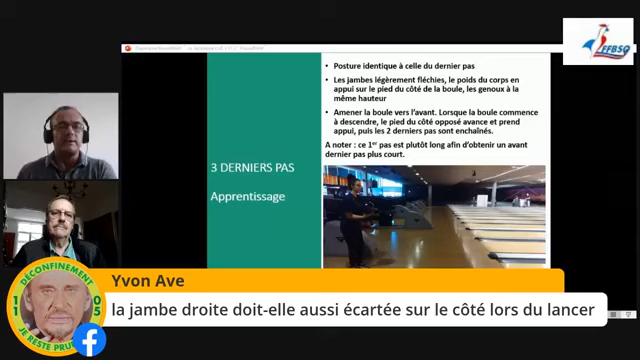 FFBSQ
• Posture identique à celle du dernier pas
• Les jambes légèrement fléchies, le poids du corps en
appui sur le pied du côté de la boule, les genoux à la
même hauteur
• Amener la boule vers l'avant. Lorsque la boule commence
à descendre, le pied du côté opposé avance et prend
appui, puis les 2 derniers pas sont enchaînés.
A noter : ce 1er pas est plutôt long afin d'obtenir un avant
dernier pas plus court.
3 DERNIERS PAS
Apprentissage
DÉCONFINEMENT
11
05
JE RESTE PRUD
Yvon Ave
la jambe droite doit-elle aussi écartée sur le côté lors du lancer